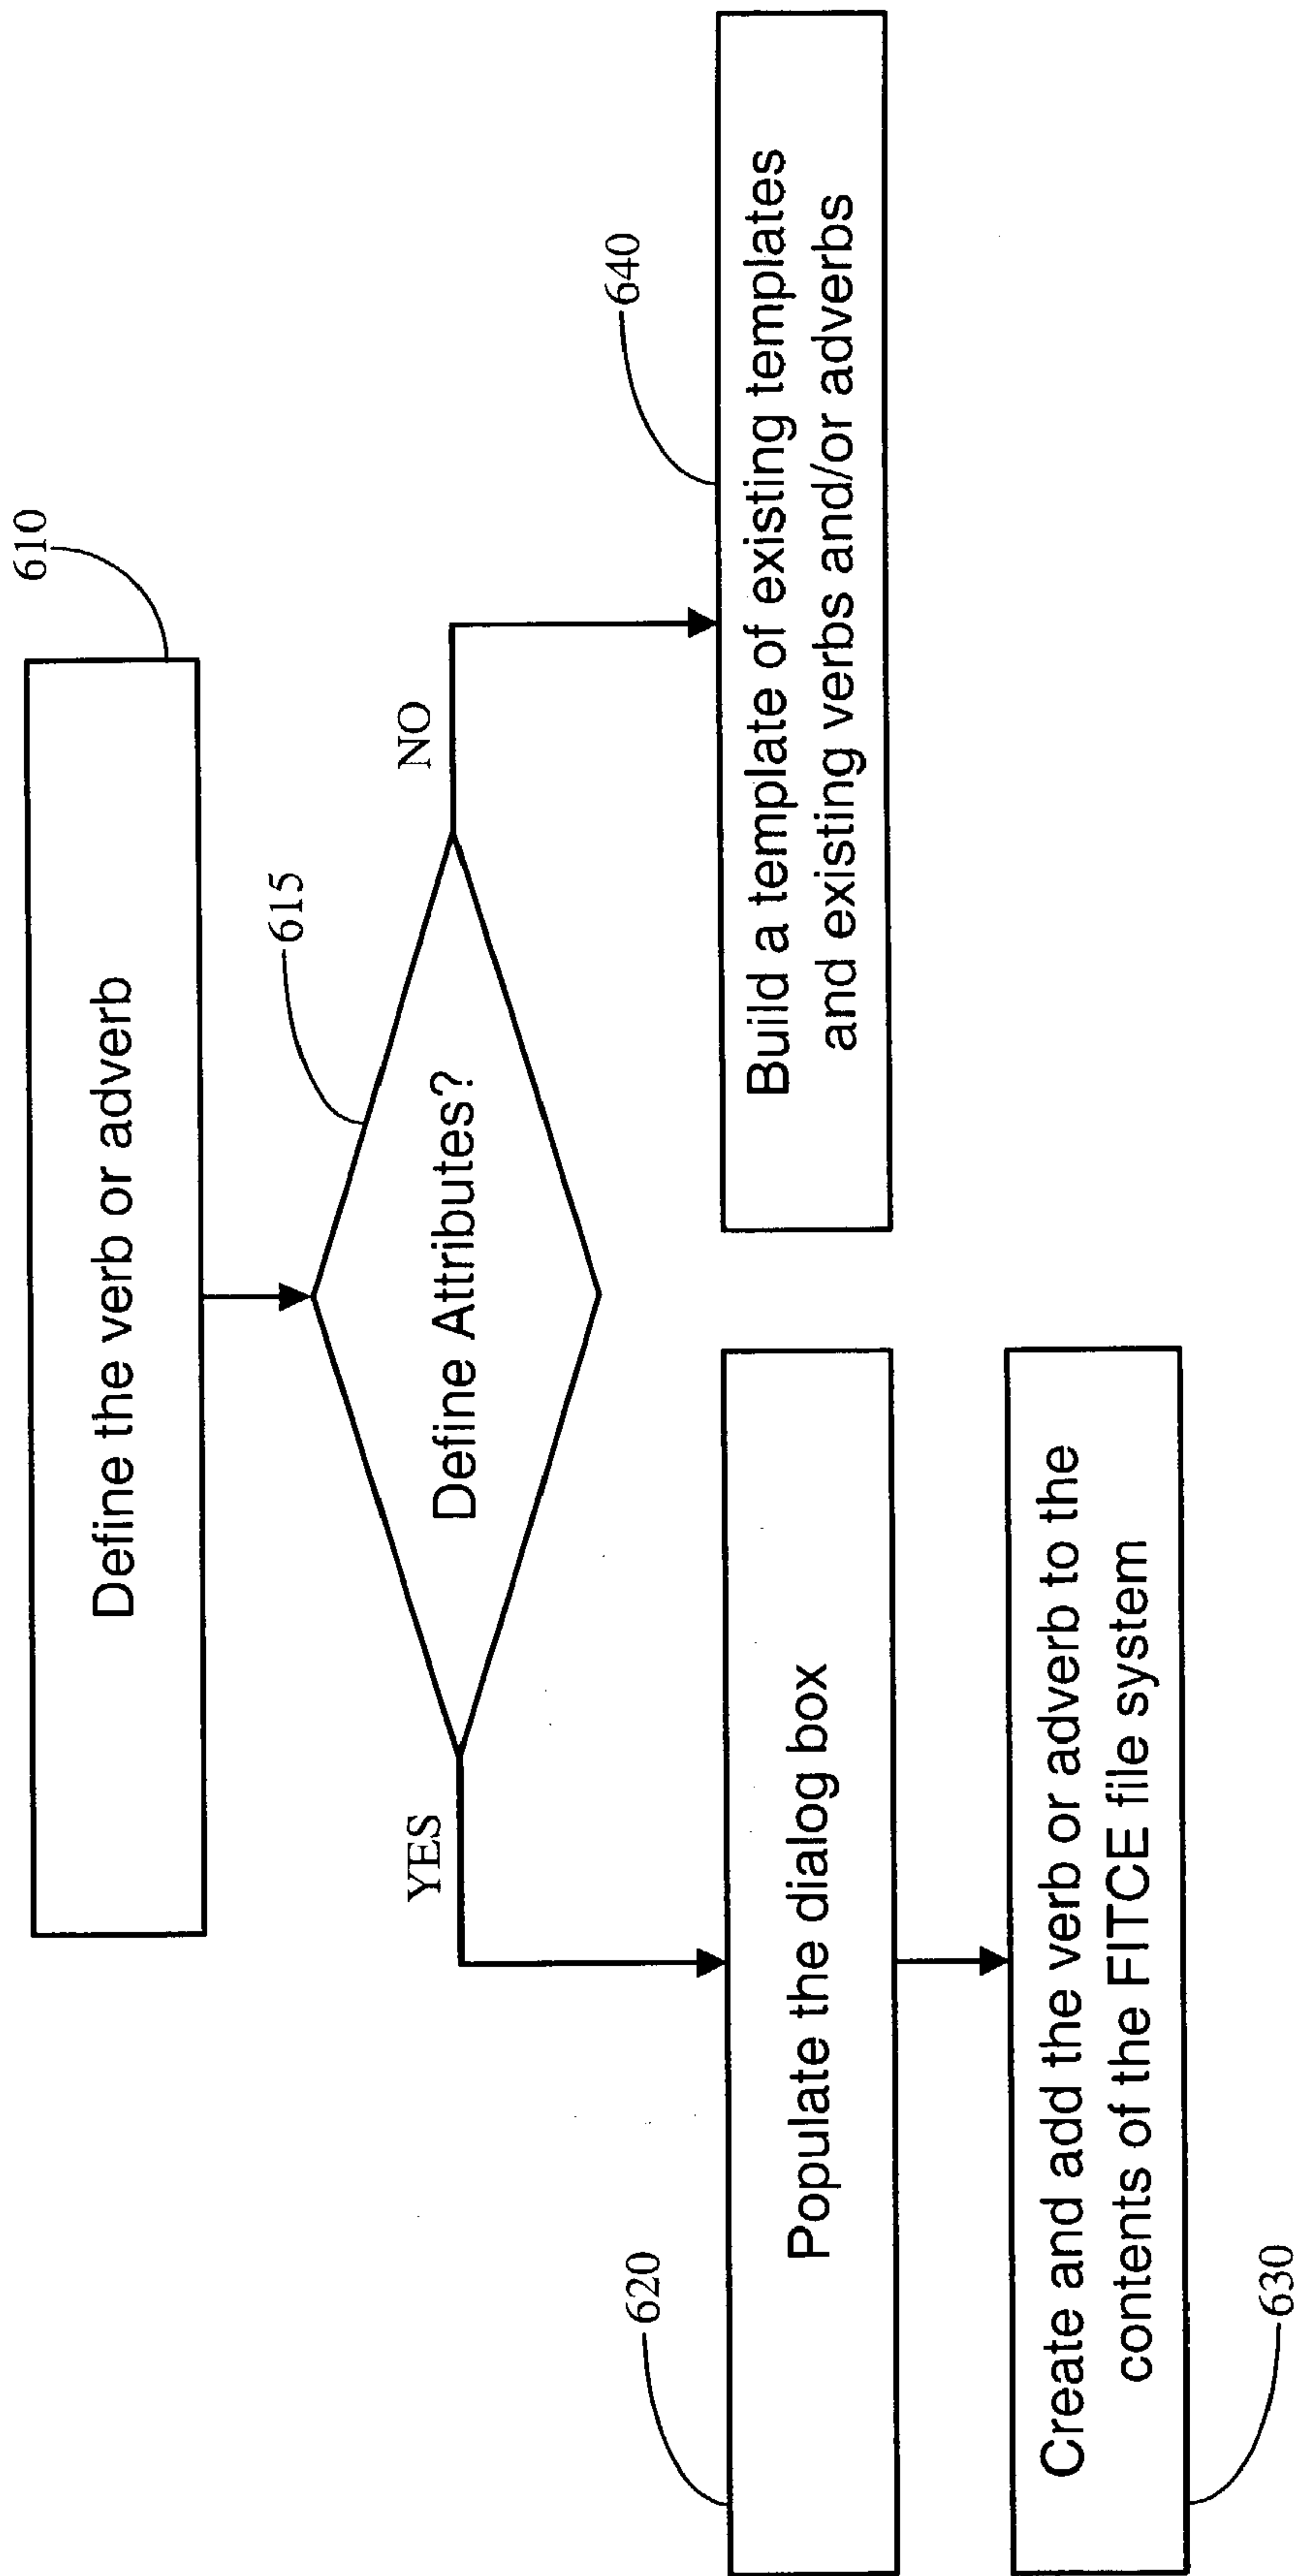 610
Define the verb or adverb
615
Define Attributes?
YES
NO
620
640
Populate the dialog box
Build a template of existing templates
and existing verbs and/or adverbs
Create and add the verb or adverb to the
contents of the FITCE file system
630